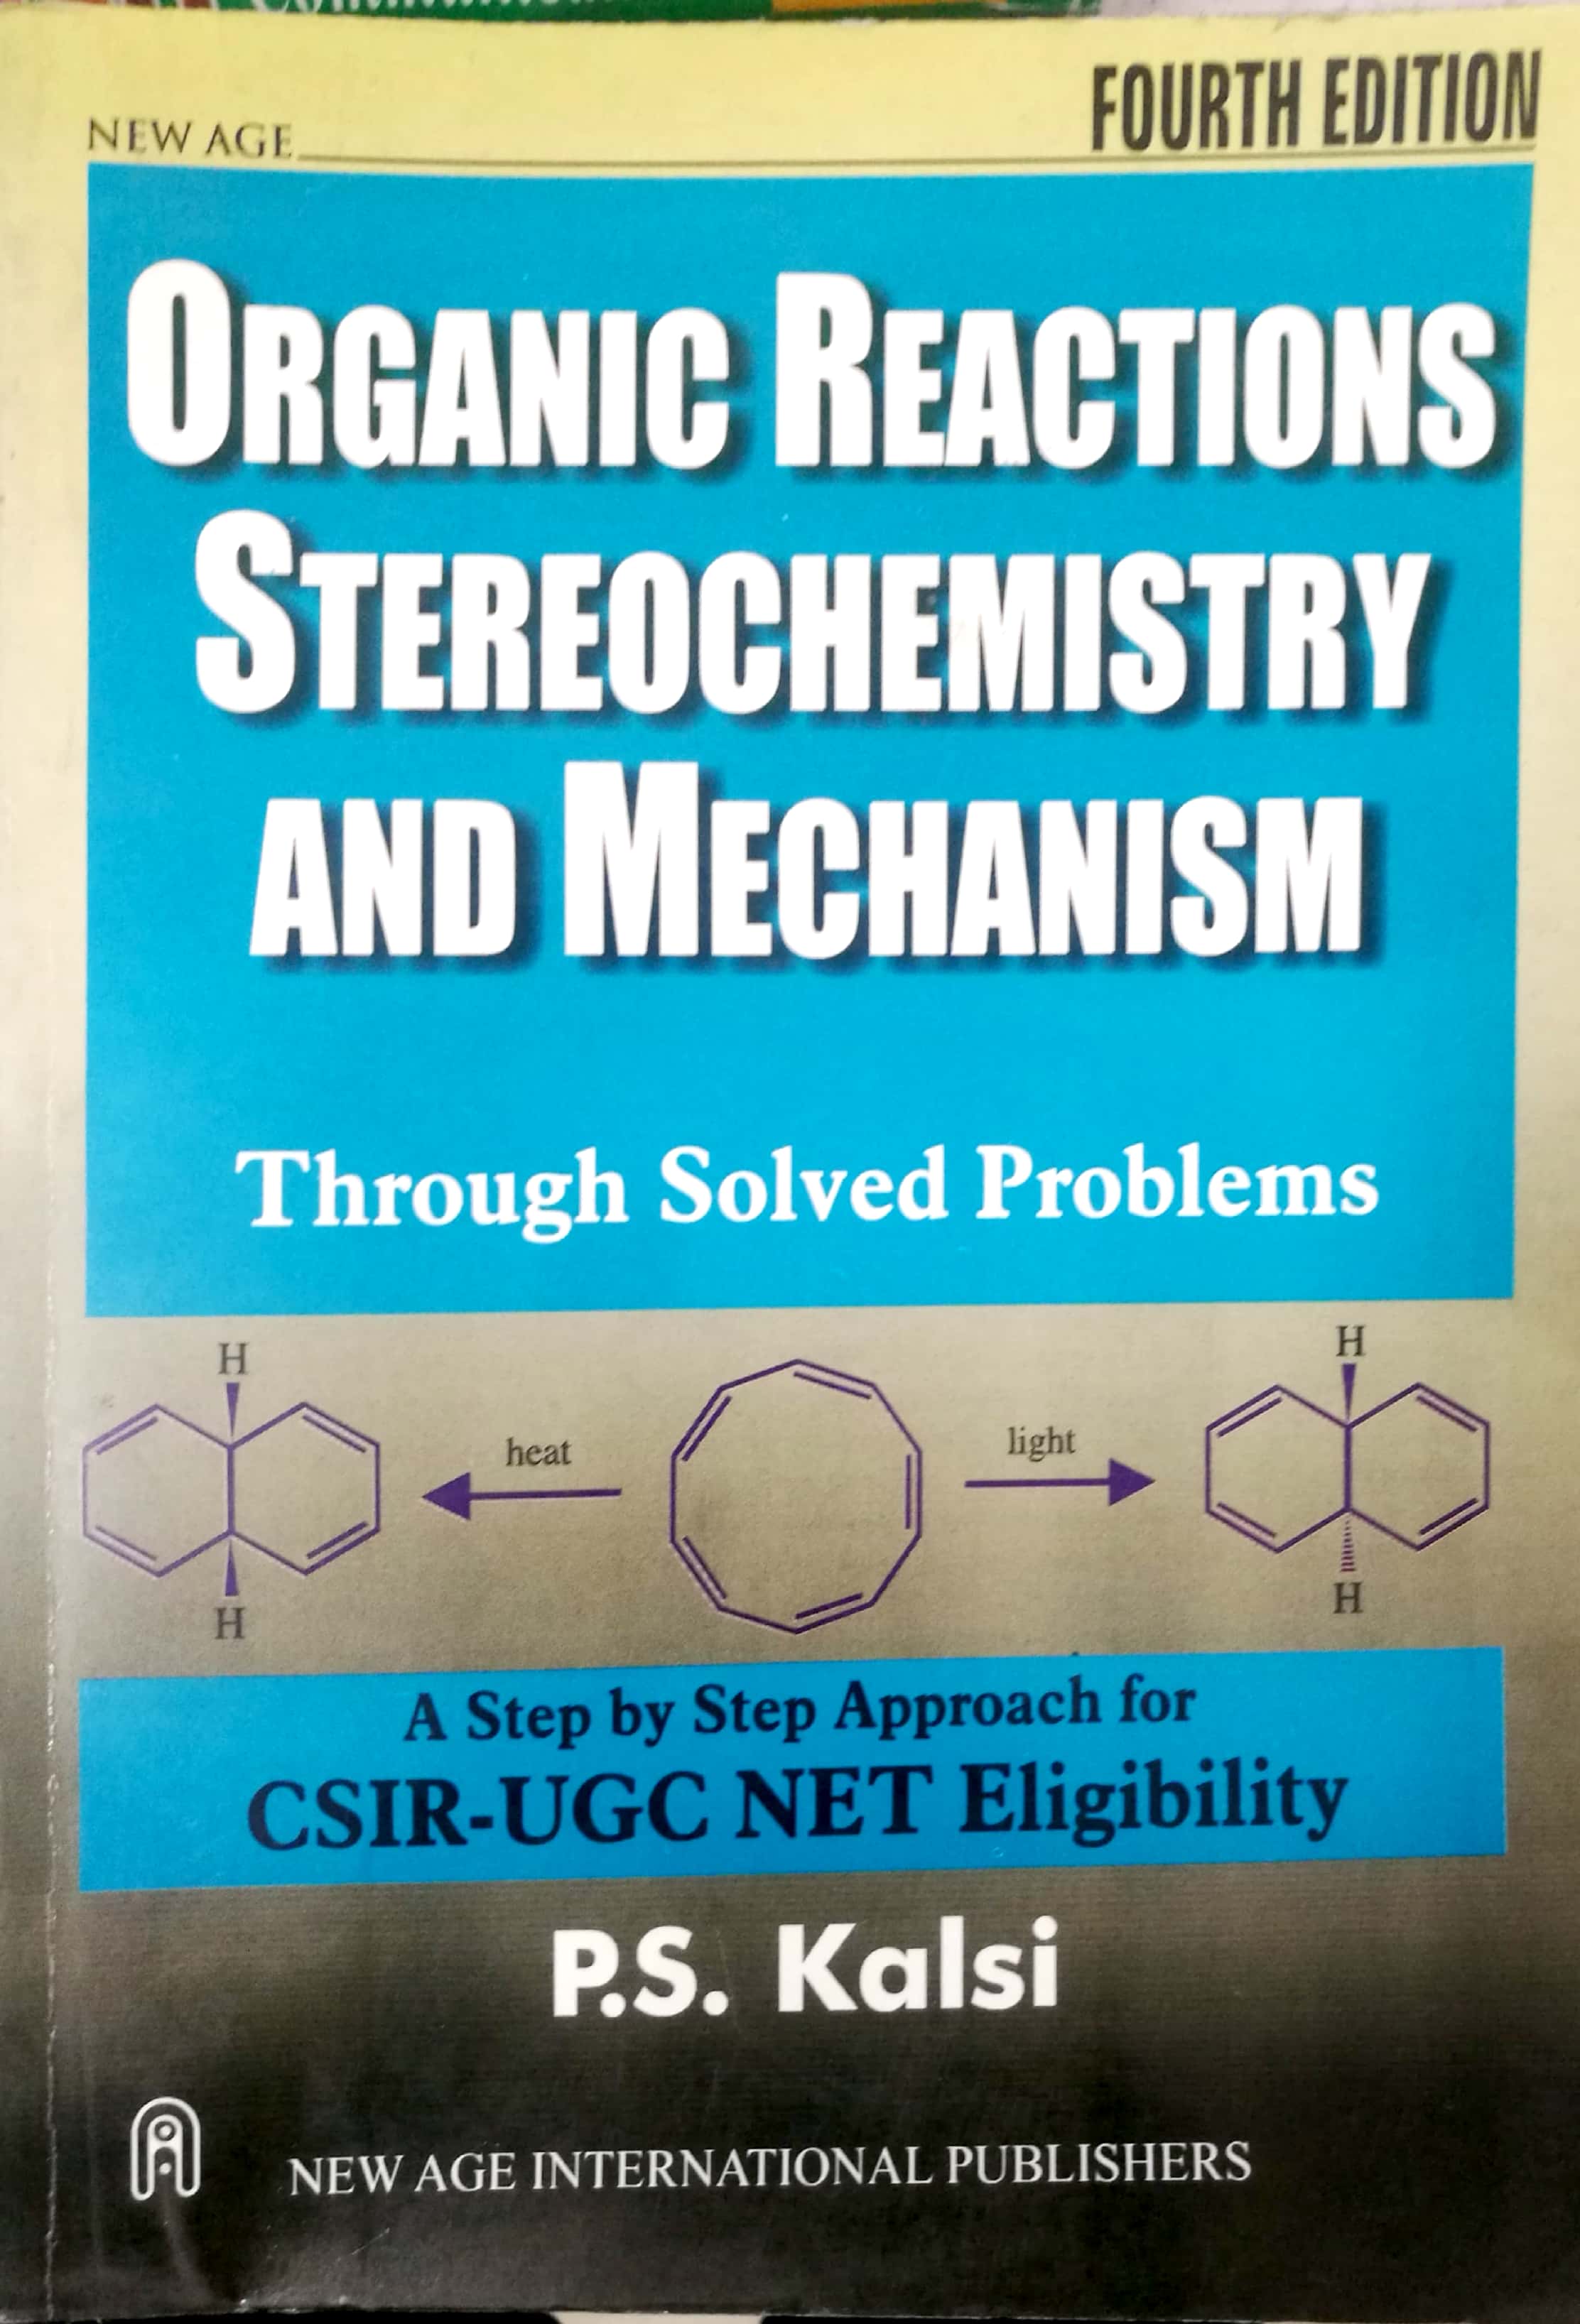 FOURTH EDITION
NEW AGE
ORGANIC REACTIONS
STEREOCHEMISTRY
AND MECHANISM
Through Solved Problems
H
H
heat
light
H
H
A Step by Step Approach for
CSIR-UGC NET Eligibility
P.S. Kalsi
NEW AGE INTERNATIONAL PUBLISHERS